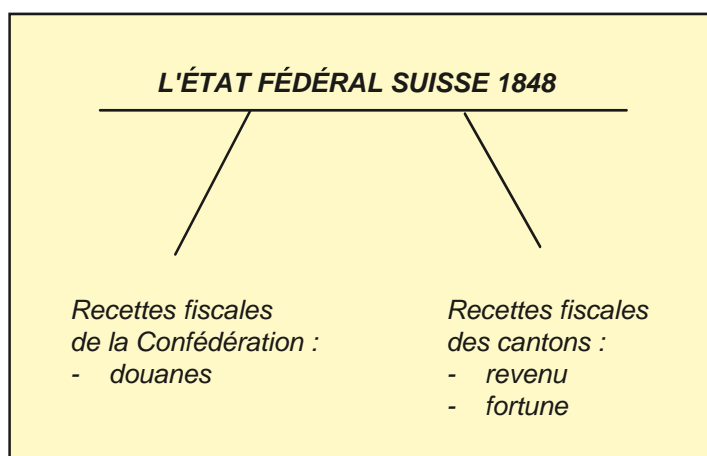 L'ÉTAT FÉDÉRAL SUISSE 1848
Recettes fiscales
de la Confédération :
- douanes
Recettes fiscales
des cantons :
- revenu
- fortune